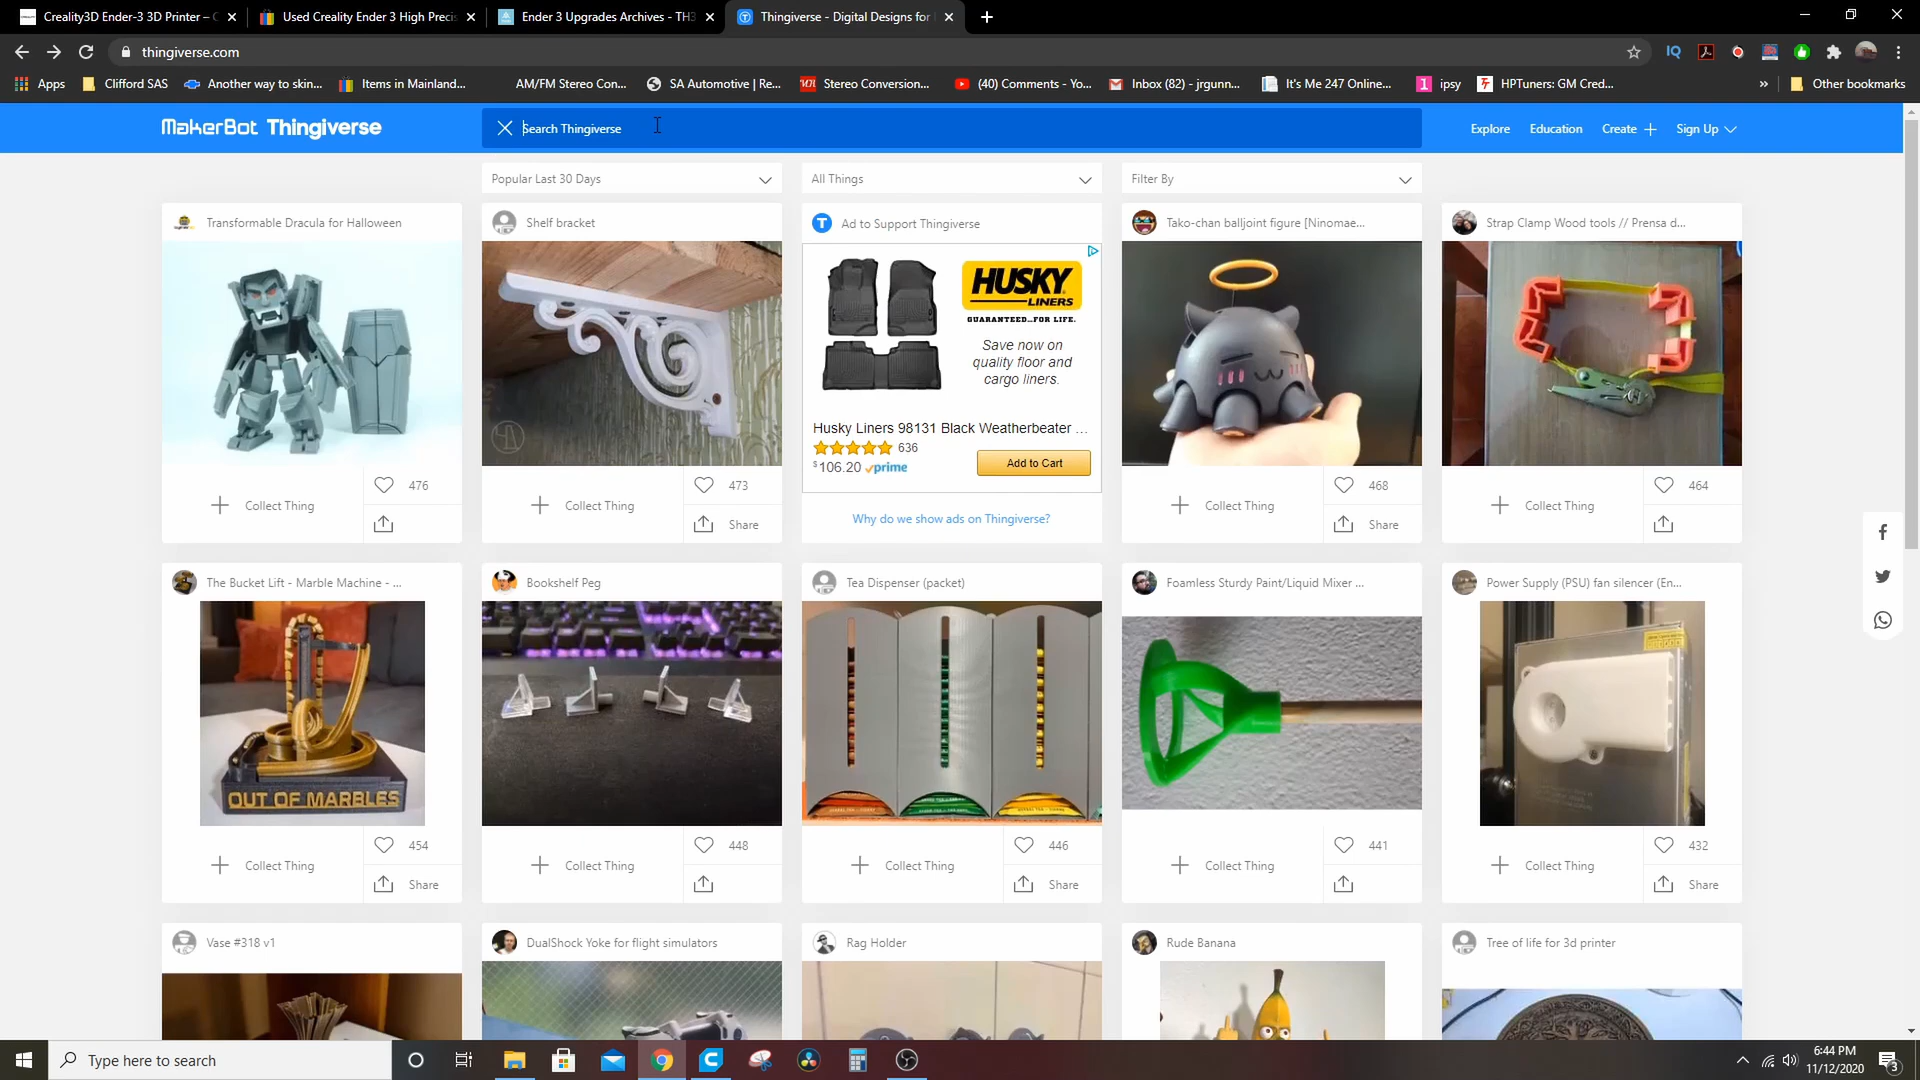 Creality3D Ender-3 3D Printer – C
Used Creality Ender 3 High Precis
Ender 3 Upgrades Archives - TH3
Thingiverse - Digital Designs for
thingiverse.com
Apps
Clifford SAS
Another way to skin...
Items in Mainland...
AM/FM Stereo Con...
SA Automotive | Re...
Stereo Conversion...
(40) Comments - Yo...
Inbox (82) - jrgunn...
It's Me 247 Online...
ipsy
HPTuners: GM Cred...
»
Other bookmarks
MakerBot Thingiverse
Search Thingiverse
Explore
Education
Create
Sign Up
Popular Last 30 Days
All Things
Filter By
Transformable Dracula for Halloween
Shelf bracket
Ad to Support Thingiverse
Tako-chan balljoint figure [Ninomae...
Strap Clamp Wood tools // Prensa d...
HUSKY
LINERS
GUARANTEED...FOR LIFE.
Save now on
quality floor and
cargo liners.
Husky Liners 98131 Black Weatherbeater ...
636
$106.20 prime
Add to Cart
Why do we show ads on Thingiverse?
Collect Thing
476
Collect Thing
473
Share
Collect Thing
468
Share
Collect Thing
464
The Bucket Lift - Marble Machine - ...
Bookshelf Peg
Tea Dispenser (packet)
Foamless Sturdy Paint/Liquid Mixer ...
Power Supply (PSU) fan silencer (En...
OUT OF MARBLES
Collect Thing
454
Share
Collect Thing
448
Collect Thing
446
Share
Collect Thing
441
Collect Thing
432
Share
Vase #318 v1
DualShock Yoke for flight simulators
Rag Holder
Rude Banana
Tree of life for 3d printer
Type here to search
6:44 PM
11/12/2020
3